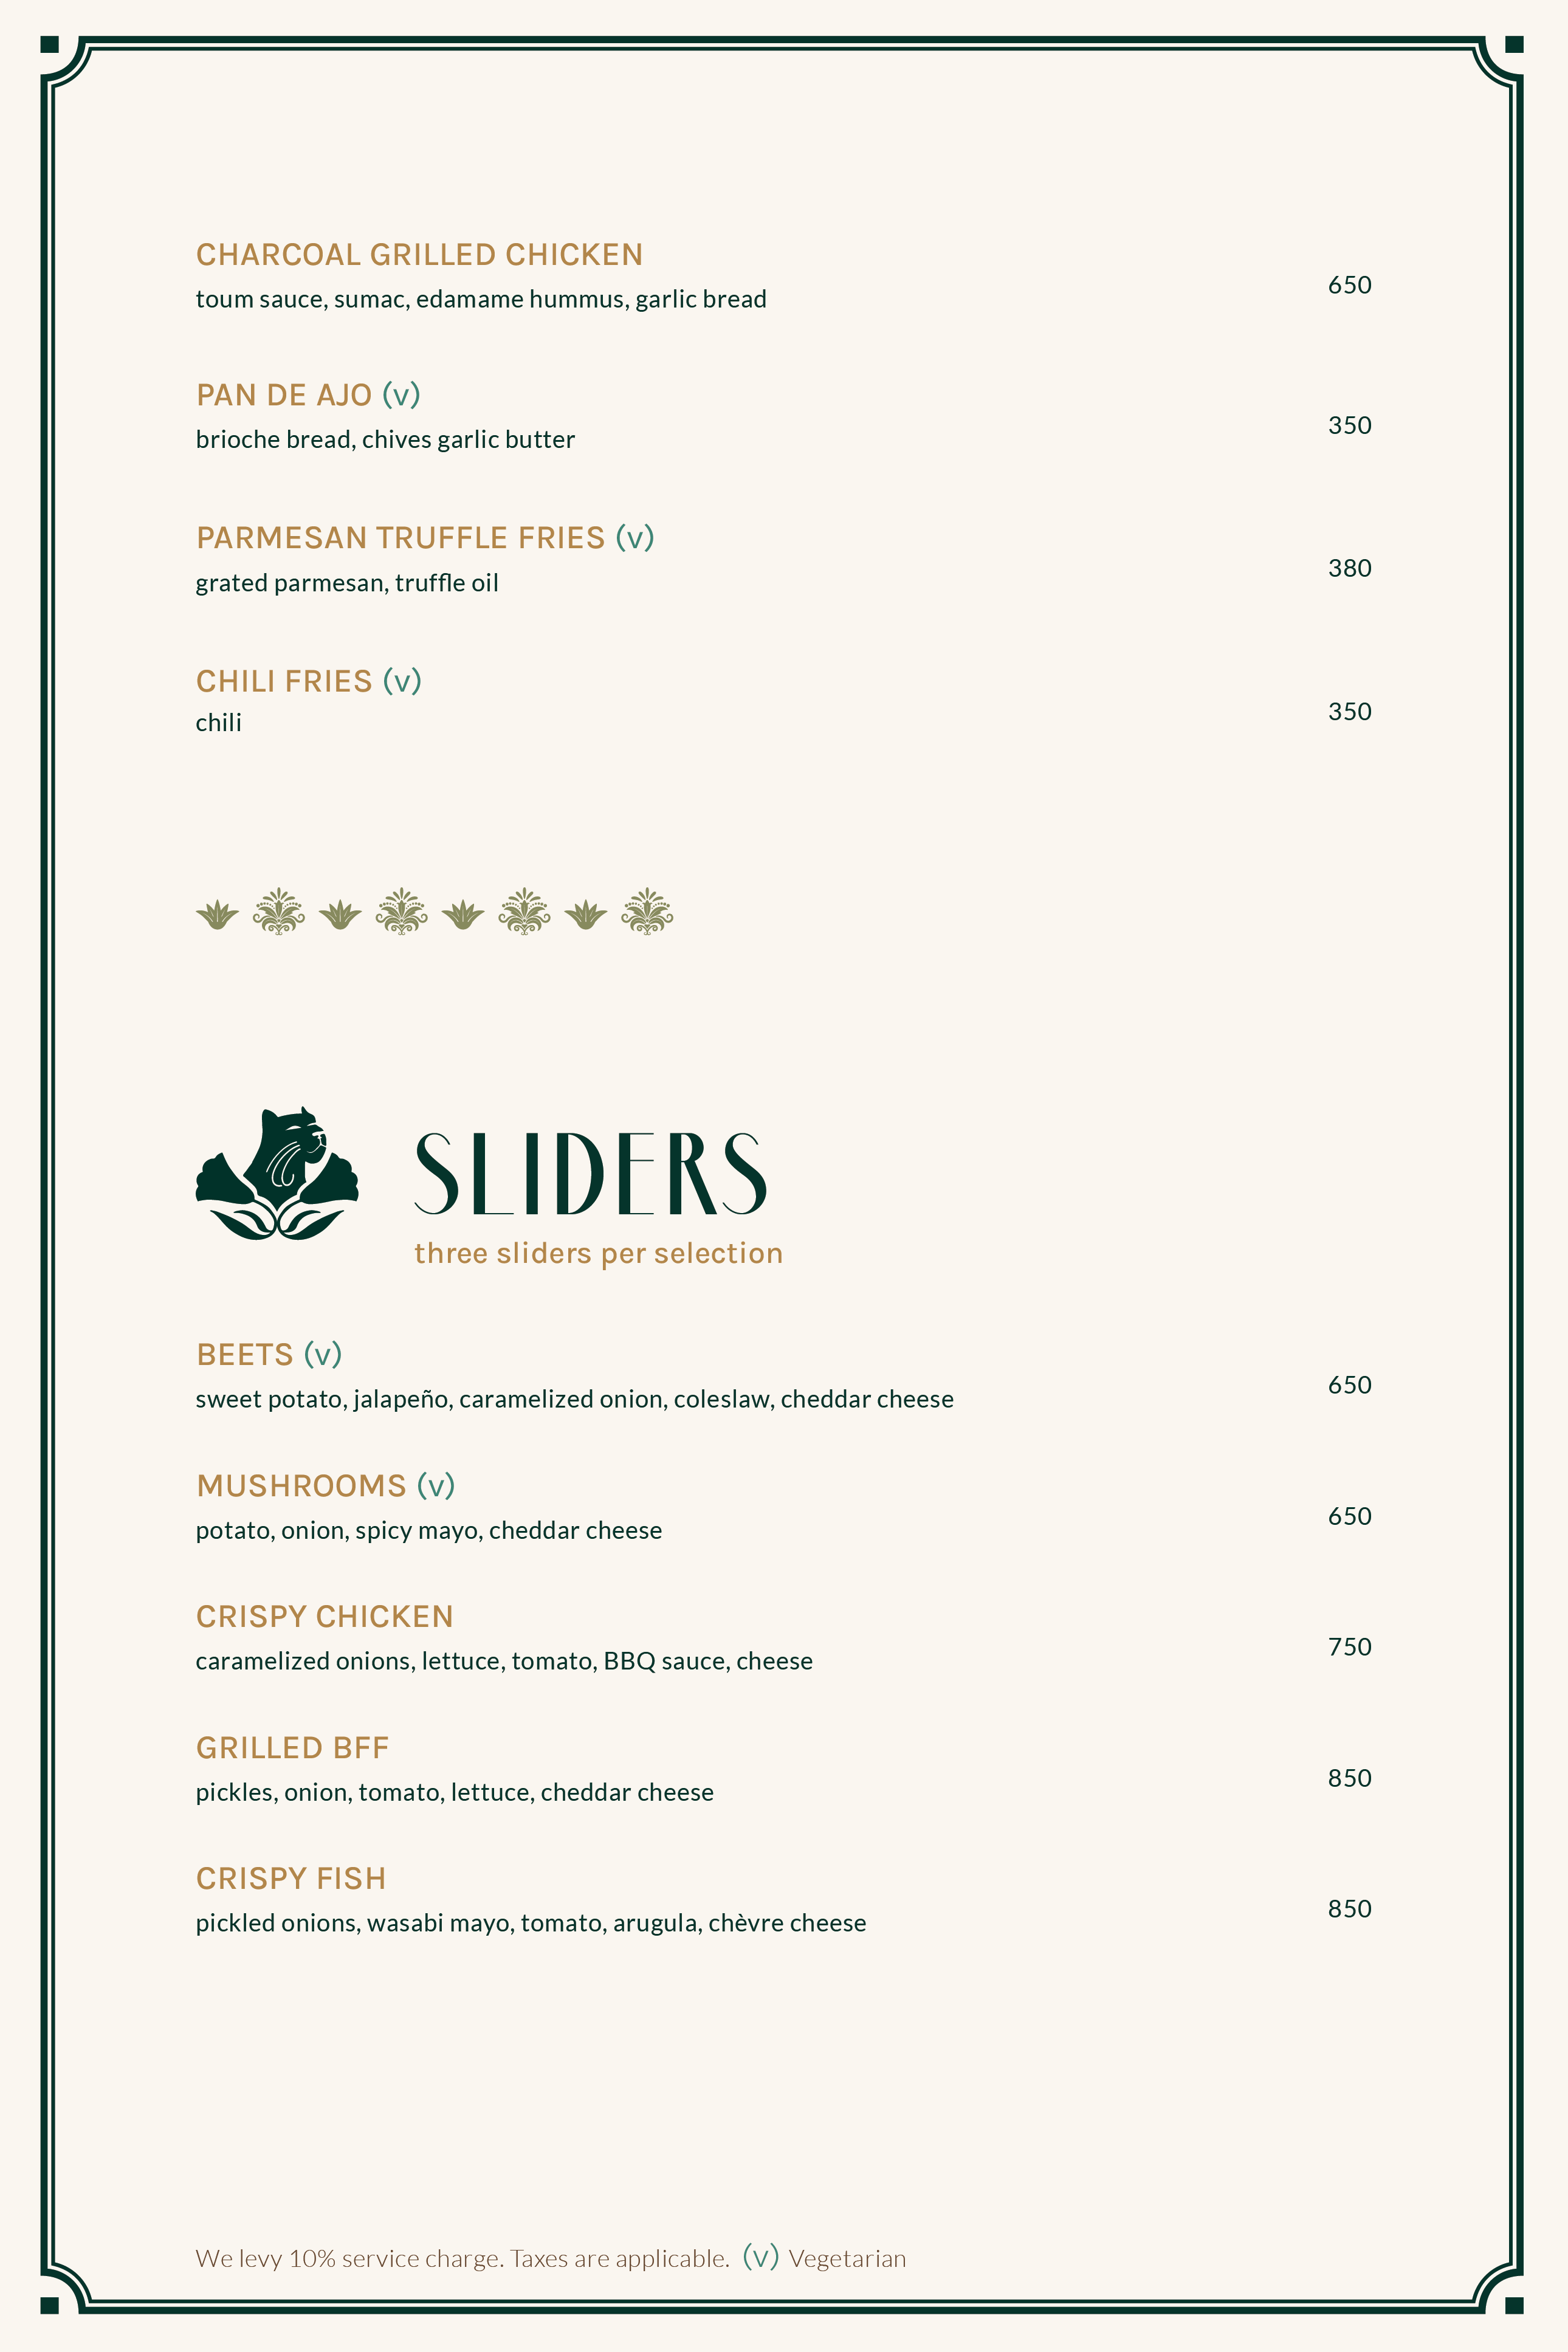 CHARCOAL GRILLED CHICKEN
toum sauce, sumac, edamame hummus, garlic bread
650
PAN DE AJO (v)
brioche bread, chives garlic butter
350
PARMESAN TRUFFLE FRIES (v)
grated parmesan, truffle oil
380
CHILI FRIES (v)
chili
350
SLIDERS
three sliders per selection
BEETS (v)
sweet potato, jalapeño, caramelized onion, coleslaw, cheddar cheese
650
MUSHROOMS (v)
potato, onion, spicy mayo, cheddar cheese
650
CRISPY CHICKEN
caramelized onions, lettuce, tomato, BBQ sauce, cheese
750
GRILLED BFF
pickles, onion, tomato, lettuce, cheddar cheese
850
CRISPY FISH
pickled onions, wasabi mayo, tomato, arugula, chèvre cheese
850
We levy 10% service charge. Taxes are applicable. (v) Vegetarian